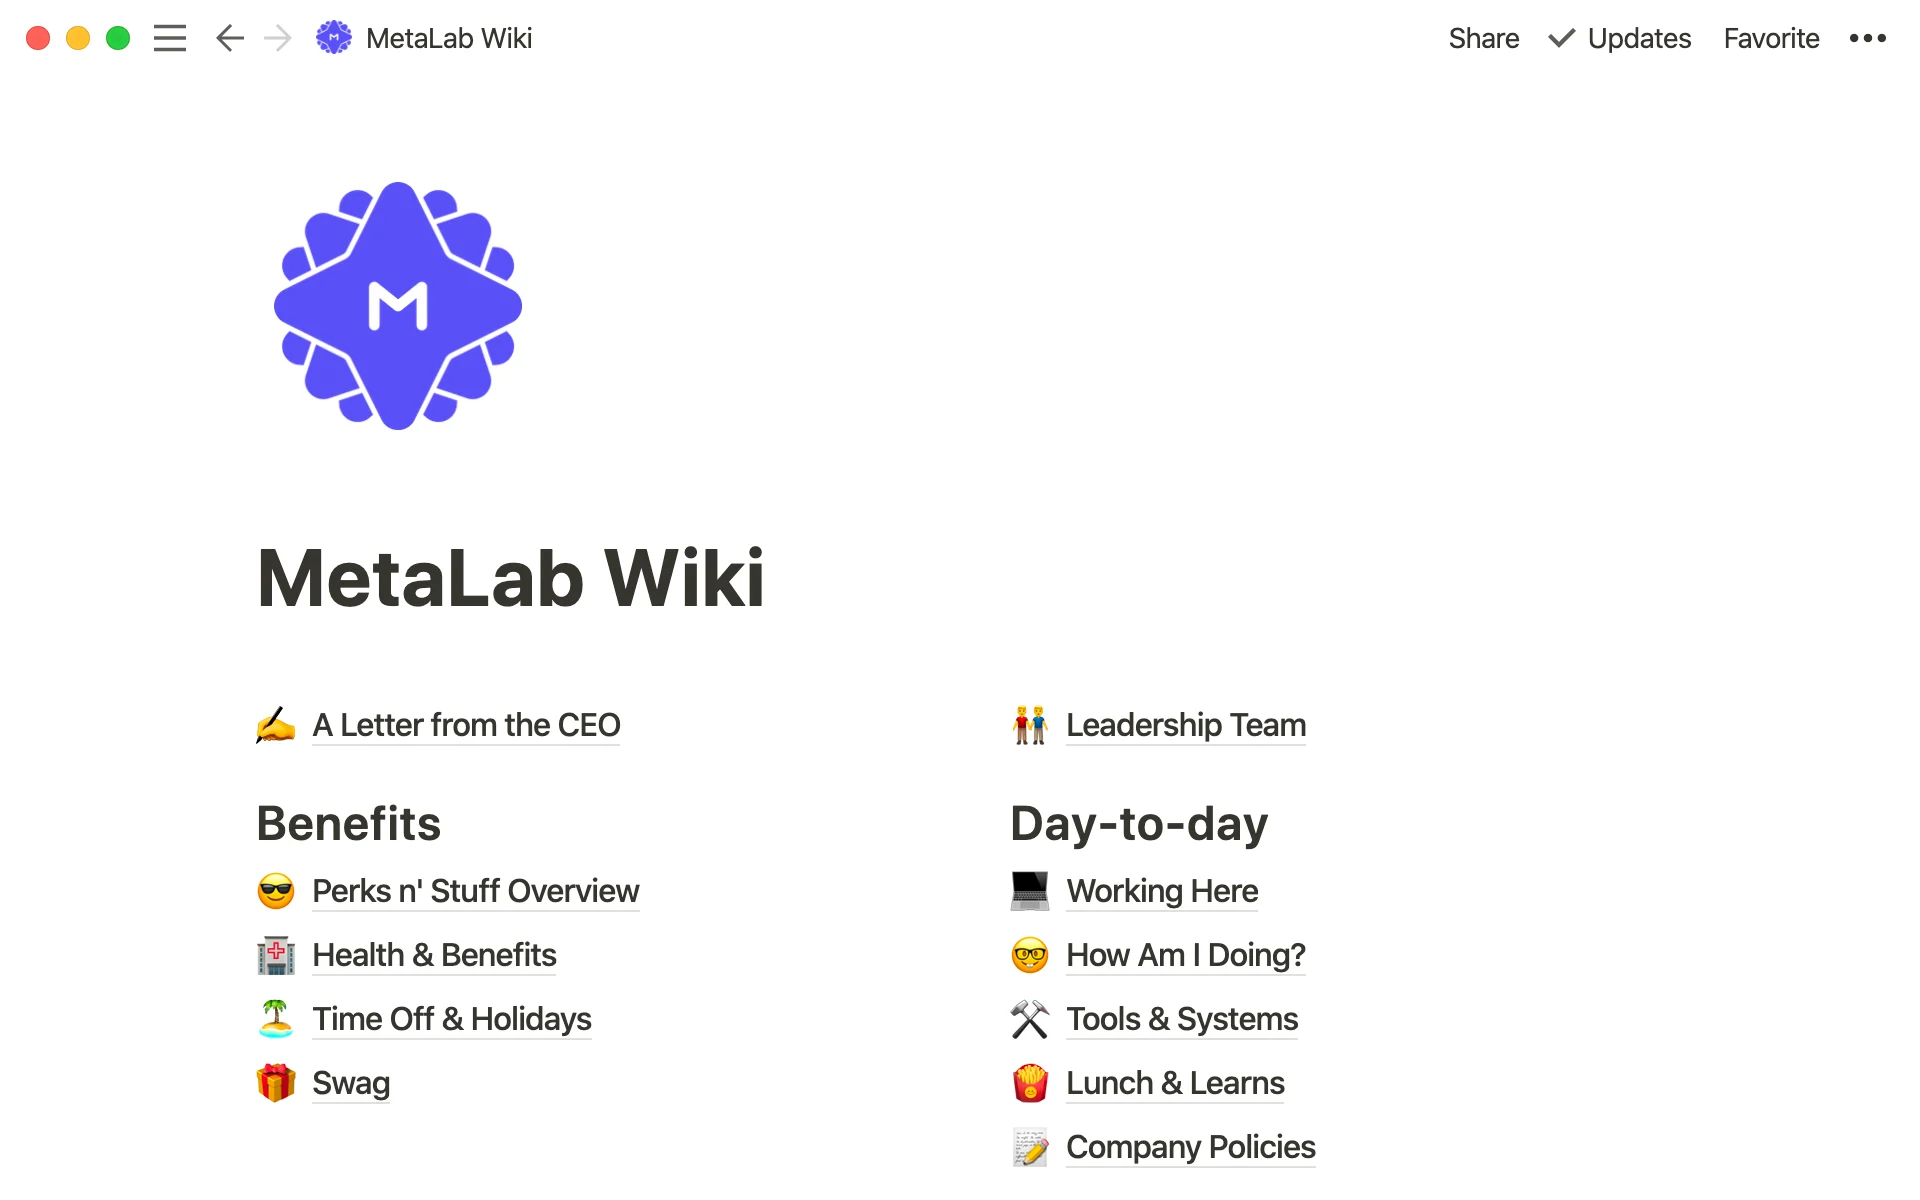 MetaLab Wiki
Share
Updates
Favorite
M
MetaLab Wiki
A Letter from the CEO
Leadership Team
Benefits
Perks n' Stuff Overview
Health & Benefits
Time Off & Holidays
Swag
Day-to-day
Working Here
How Am I Doing?
Tools & Systems
Lunch & Learns
Company Policies